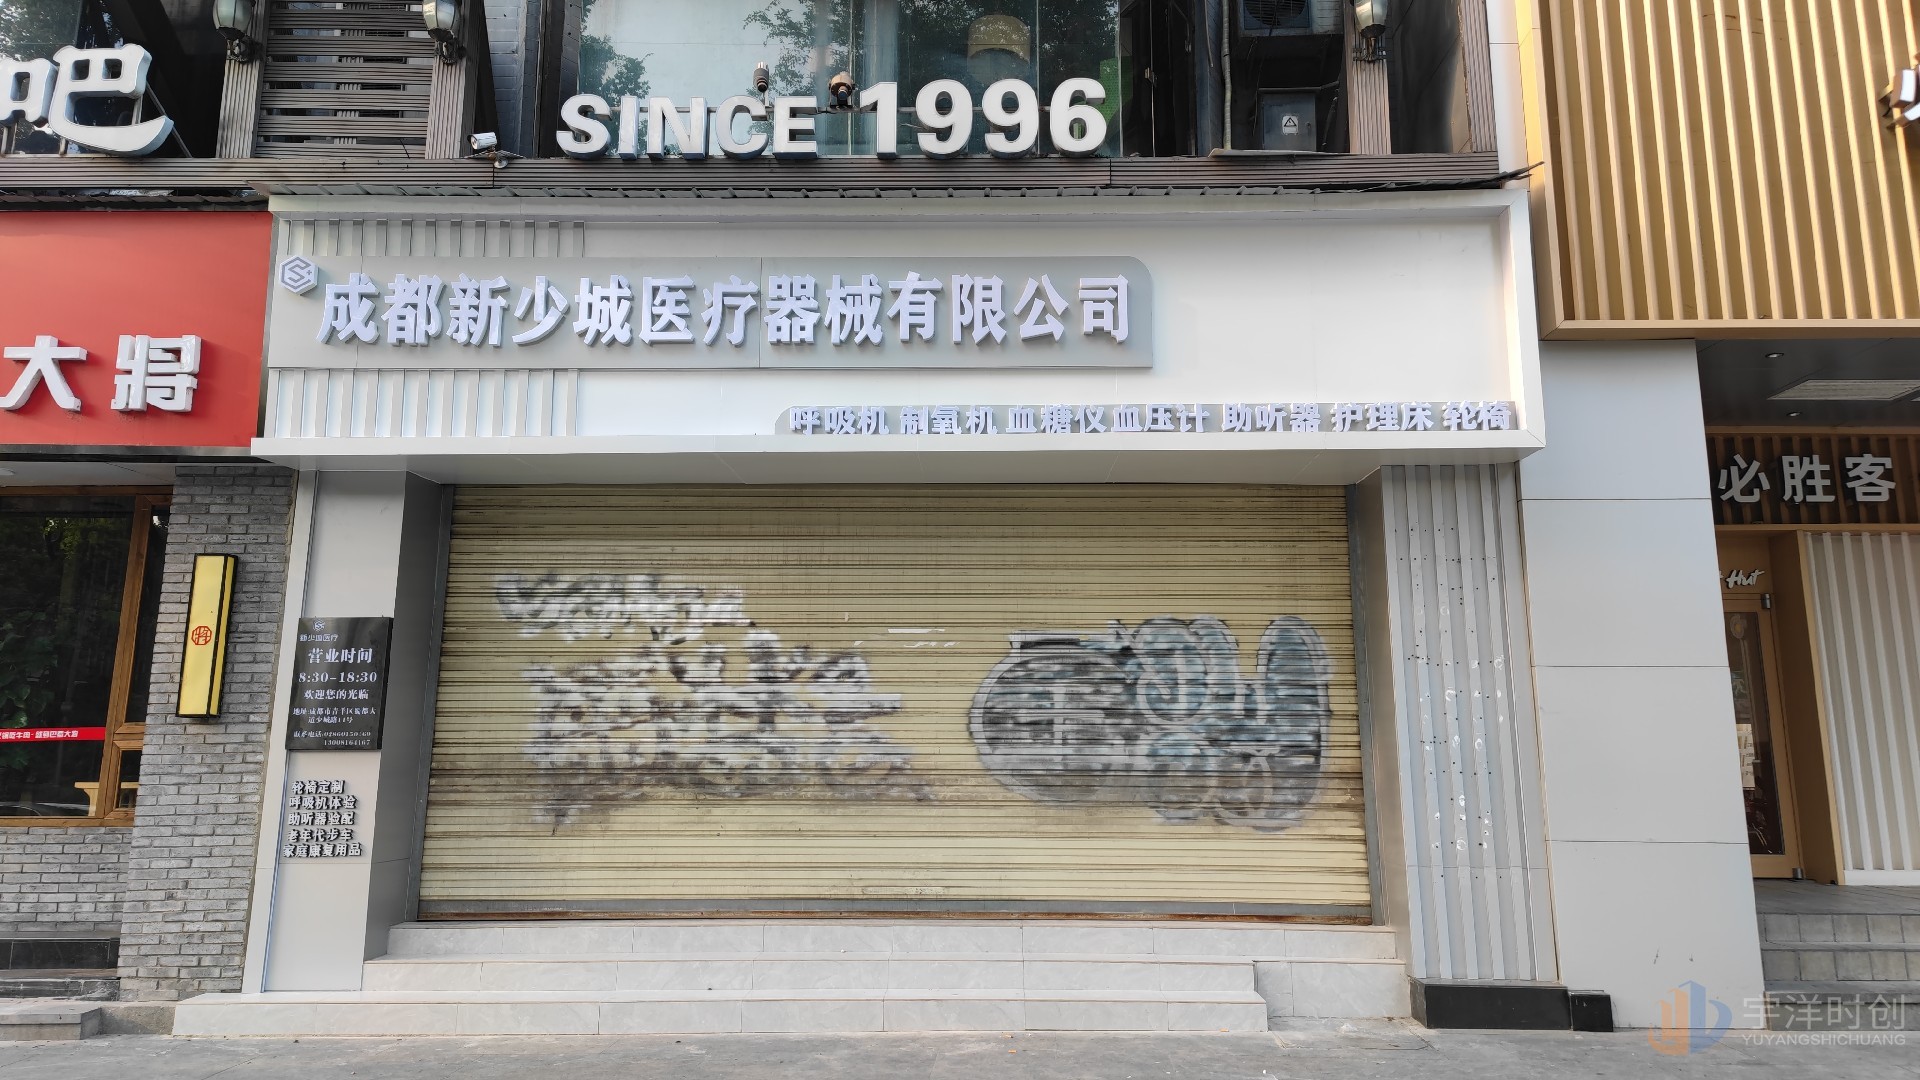 吧
SINCE 1996
大将
成都新少城医疗器械有限公司
呼吸机 制氧机 血糖仪血压计 助听器 护理床 轮椅
必胜客
Hut
新少城医疗
营业时间
8:30-18:30
欢迎您的光临
轮椅定制
呼吸机体验
助听器验配
老年代步车
家庭康复用品
宇洋时创
YUYANGSHICHUANG